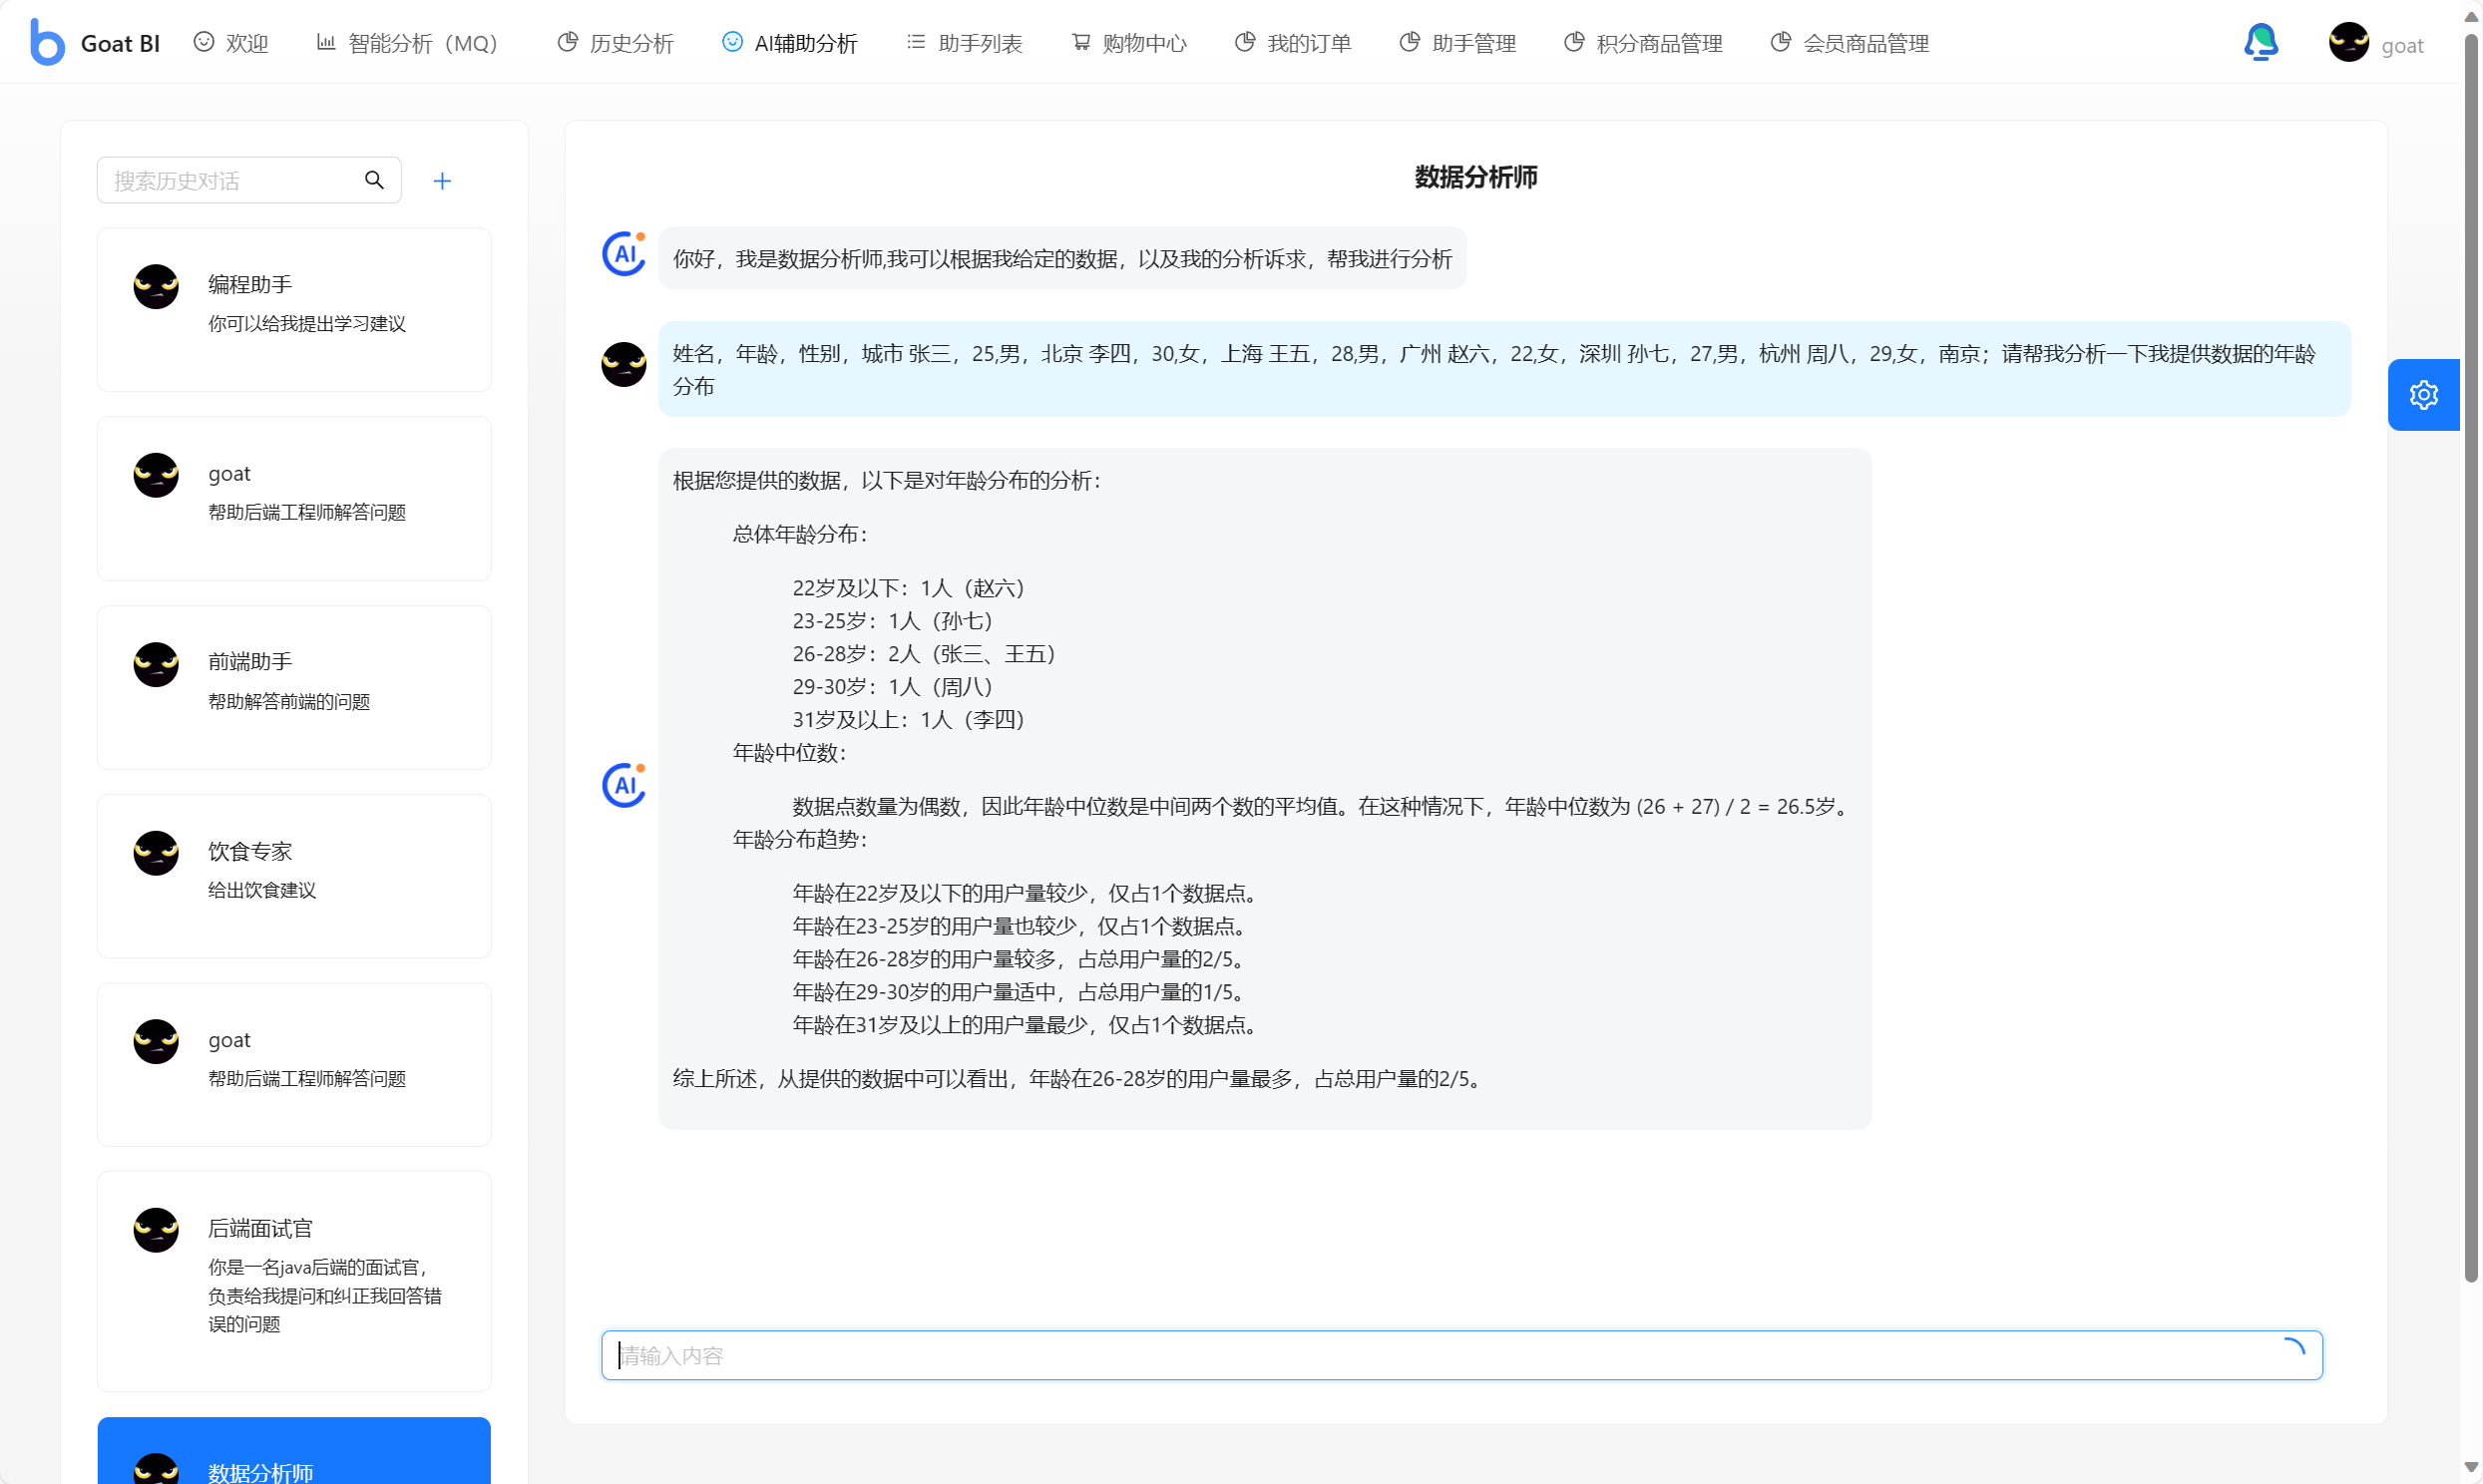 Goat BI 欢迎 智能分析（MQ） 历史分析 AI辅助分析 助手列表 购物中心 我的订单 助手管理 积分商品管理 会员商品管理 goat
搜索历史对话
编程助手
你可以给我提出学习建议
goat
帮助后端工程师解答问题
前端助手
帮助解答前端的问题
饮食专家
给出饮食建议
goat
帮助后端工程师解答问题
后端面试官
你是一名java后端的面试官，
负责给我提问和纠正我回答错
误的问题
数据分析师
数据分析师
AI
你好，我是数据分析师,我可以根据我给定的数据，以及我的分析诉求，帮我进行分析
姓名，年龄，性别，城市 张三，25,男，北京 李四，30,女，上海 王五，28,男，广州 赵六，22,女，深圳 孙七，27,男，杭州 周八，29,女，南京；请帮我分析一下我提供数据的年龄
分布
AI
根据您提供的数据，以下是对年龄分布的分析：
总体年龄分布：
22岁及以下：1人（赵六）
23-25岁：1人（孙七）
26-28岁：2人（张三、王五）
29-30岁：1人（周八）
31岁及以上：1人（李四）
年龄中位数：
数据点数量为偶数，因此年龄中位数是中间两个数的平均值。在这种情况下，年龄中位数为 (26 + 27) / 2 = 26.5岁。
年龄分布趋势：
年龄在22岁及以下的用户量较少，仅占1个数据点。
年龄在23-25岁的用户量也较少，仅占1个数据点。
年龄在26-28岁的用户量较多，占总用户量的2/5。
年龄在29-30岁的用户量适中，占总用户量的1/5。
年龄在31岁及以上的用户量最少，仅占1个数据点。
综上所述，从提供的数据中可以看出，年龄在26-28岁的用户量最多，占总用户量的2/5。
请输入内容